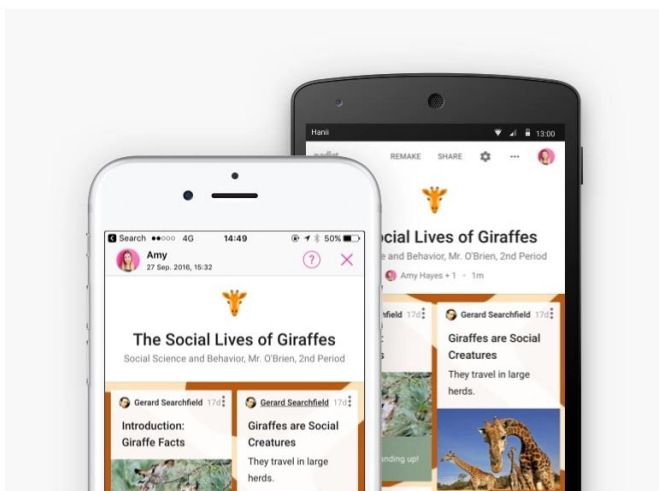 Hanii
13:00
REMAKE SHARE
cial Lives of Giraffes
e and Behavior, Mr. O'Brien, 2nd Period
Amy Hayes + 1 • 1m
hfield 17d
Gerard Searchfield 17d
Giraffes are Social
Creatures
They travel in large
herds.
nding up!
Search 4G 14:49 50%
Amy
27 Sep. 2016, 15:32
?
The Social Lives of Giraffes
Social Science and Behavior, Mr. O'Brien, 2nd Period
Gerard Searchfield 17d
Introduction:
Giraffe Facts
Gerard Searchfield 17d
Giraffes are Social
Creatures
They travel in large
herds.